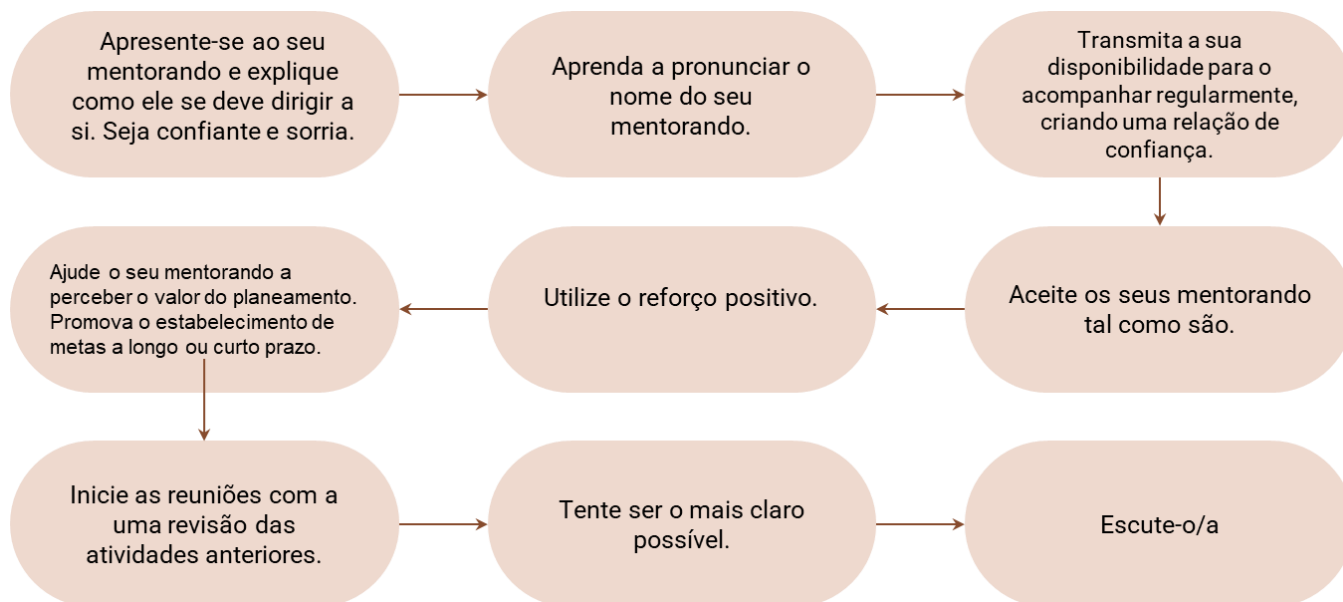 Apresente-se ao seu
mentorando e explique
como ele se deve dirigir a
si. Seja confiante e sorria.
Aprenda a pronunciar o
nome do seu
mentorando.
Transmita a sua
disponibilidade para o
acompanhar regularmente,
criando uma relação de
confiança.
Aceite os seus mentorando
tal como são.
Utilize o reforço positivo.
Ajude o seu mentorando a
perceber o valor do planeamento.
Promova o estabelecimento de
metas a longo ou curto prazo.
Inicie as reuniões com a
uma revisão das
atividades anteriores.
Tente ser o mais claro
possível.
Escute-o/a